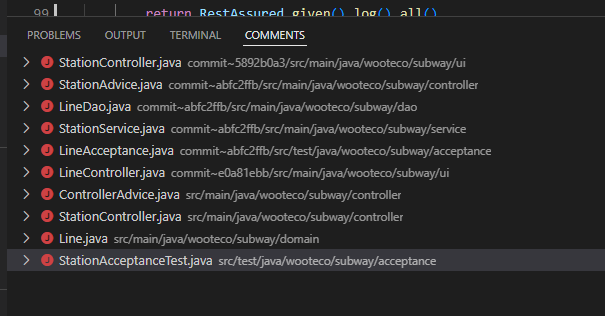 99 return RestAssured.given().log().all()
PROBLEMS OUTPUT TERMINAL COMMENTS
StationController.java commit~5892b0a3/src/main/java/wooteco/subway/ui
StationAdvice.java commit~abfc2ffb/src/main/java/wooteco/subway/controller
LineDao.java commit~abfc2ffb/src/main/java/wooteco/subway/dao
StationService.java commit~abfc2ffb/src/main/java/wooteco/subway/service
LineAcceptance.java commit~abfc2ffb/src/test/java/wooteco/subway/acceptance
LineController.java commit~e0a81ebb/src/main/java/wooteco/subway/ui
ControllerAdvice.java src/main/java/wooteco/subway/controller
StationController.java src/main/java/wooteco/subway/controller
Line.java src/main/java/wooteco/subway/domain
StationAcceptanceTest.java src/test/java/wooteco/subway/acceptance